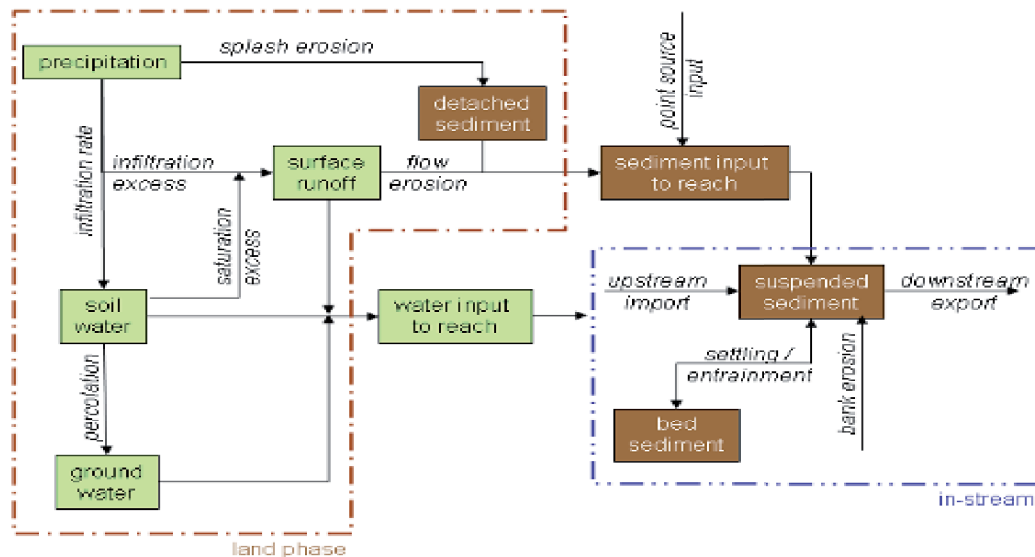 precipitation
splash erosion
detached
sediment
point source
input
infiltration rate
infiltration
excess
surface
runoff
flow
erosion
sediment input
to reach
saturation
excess
soil
water
water input
to reach
upstream
import
suspended
sediment
downstream
export
settling /
entrainment
bank erosion
percolation
bed
sediment
ground
water
in-stream
land phase